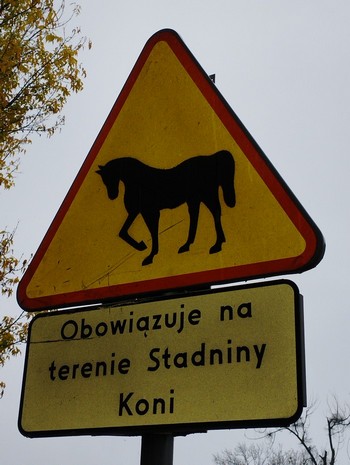 Obowiązuje na
terenie Stadniny
Koni